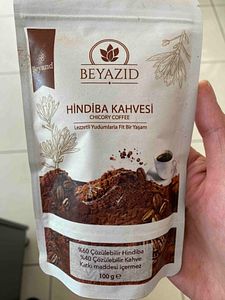 BEYAZID
Beyazıd
HİNDİBA KAHVESİ
CHICORY COFFEE
Lezzetli Yudumlarla Fit Bir Yaşam
%60 Çözülebilir Hindiba
%40 Çözülebilir Kahve
Katkı maddesi içermez
100 g ℮